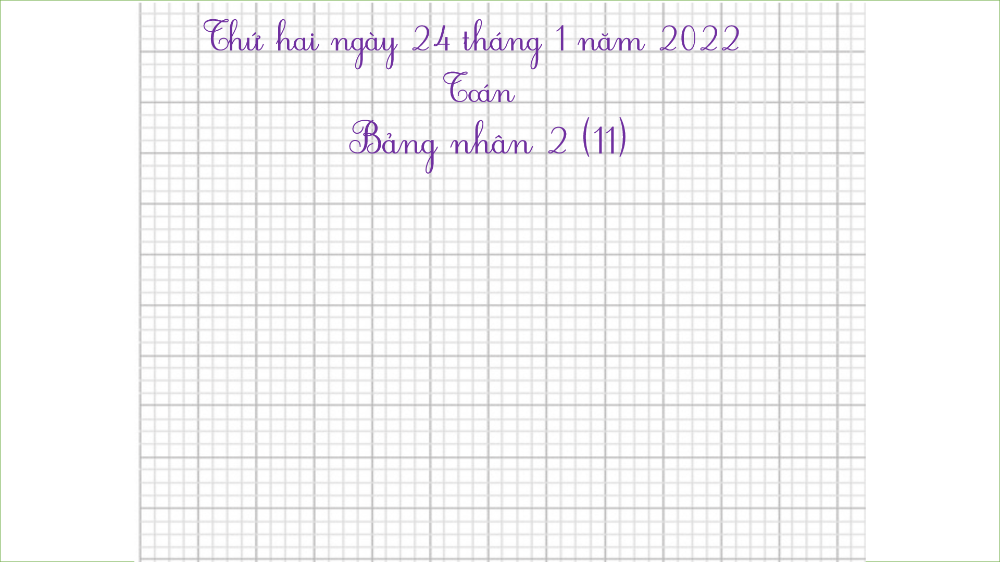 Thứ hai ngày 24 tháng 1 năm 2022
Toán
Bảng nhân 2 (11)